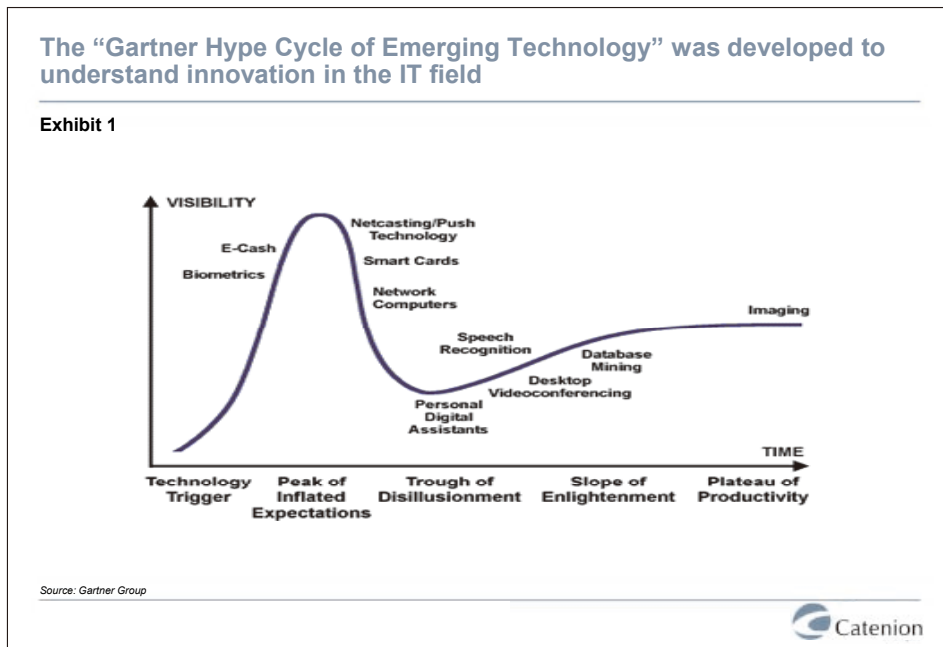 The “Gartner Hype Cycle of Emerging Technology” was developed to
understand innovation in the IT field
Exhibit 1
VISIBILITY
Netcasting/Push
Technology
E-Cash
Smart Cards
Biometrics
Network
Computers
Imaging
Speech
Recognition
Database
Mining
Desktop
Videoconferencing
Personal
Digital
Assistants
TIME
Technology
Trigger
Peak of
Inflated
Expectations
Trough of
Disillusionment
Slope of
Enlightenment
Plateau of
Productivity
Source: Gartner Group
Catenion